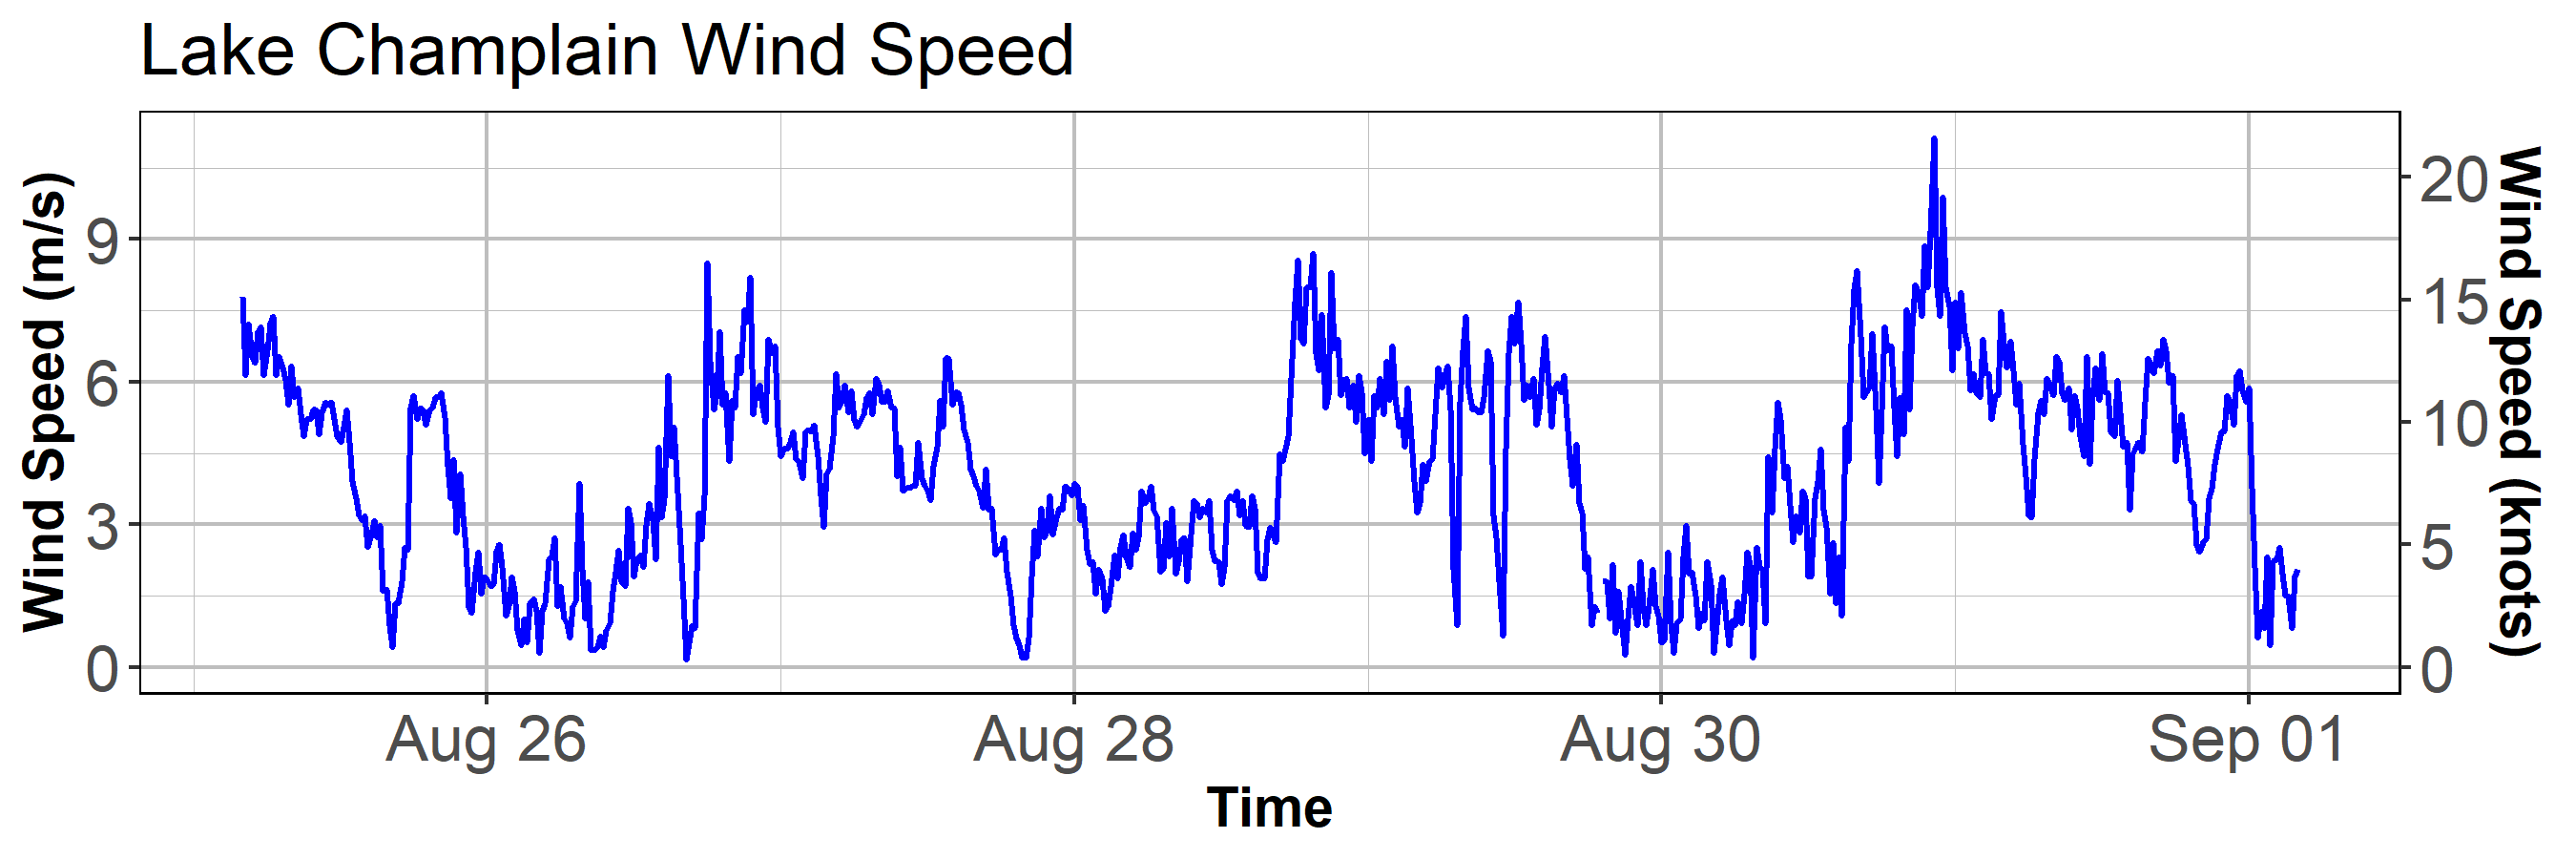 Lake Champlain Wind Speed
Wind Speed (m/s)
9
6
3
0
20
15
10
5
0
Wind Speed (knots)
Aug 26
Aug 28
Aug 30
Sep 01
Time